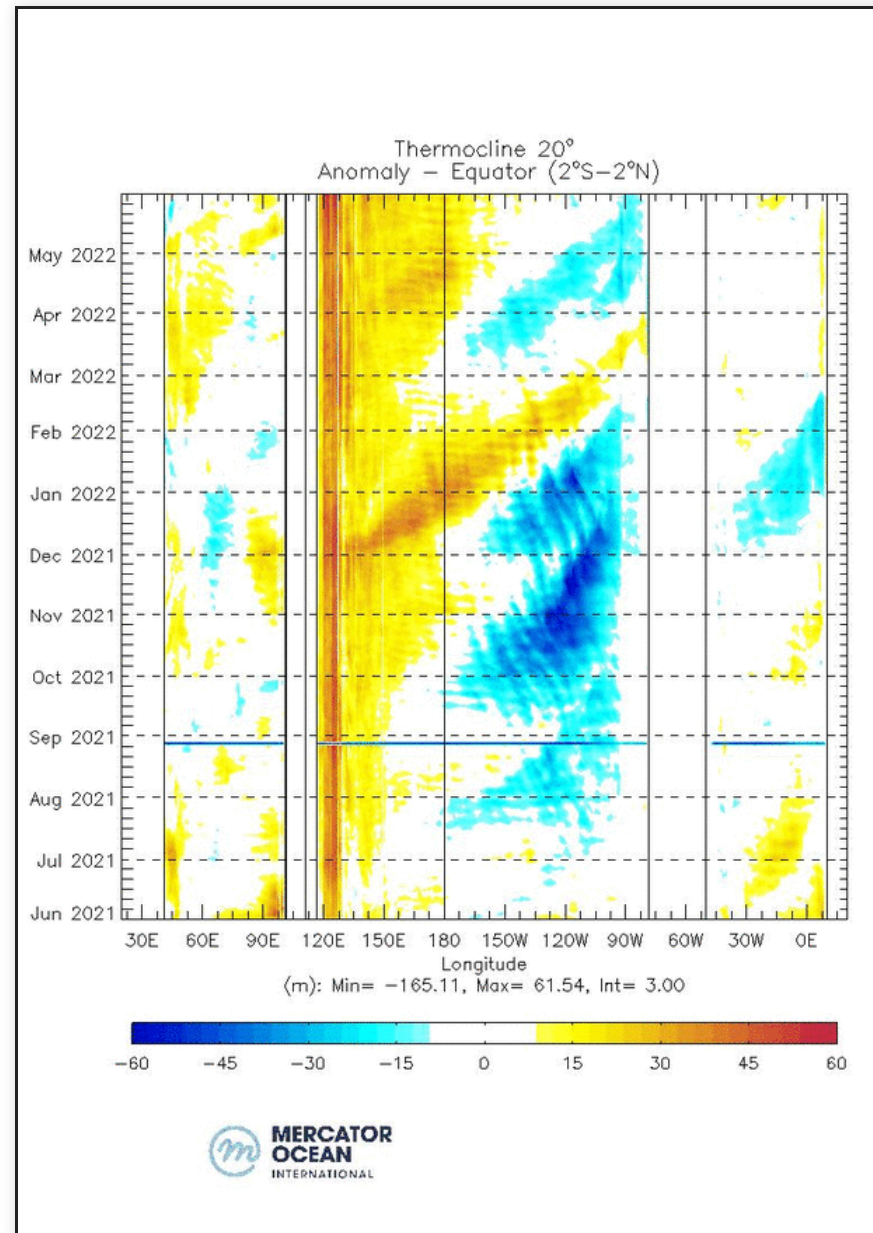 Thermocline 20°
Anomaly – Equator (2°S–2°N)
May 2022
Apr 2022
Mar 2022
Feb 2022
Jan 2022
Dec 2021
Nov 2021
Oct 2021
Sep 2021
Aug 2021
Jul 2021
Jun 2021
30E 60E 90E 120E 150E 180 150W 120W 90W 60W 30W 0E
Longitude
(m): Min= −165.11, Max= 61.54, Int= 3.00
−60 −45 −30 −15 0 15 30 45 60
m
MERCATOR
OCEAN
INTERNATIONAL